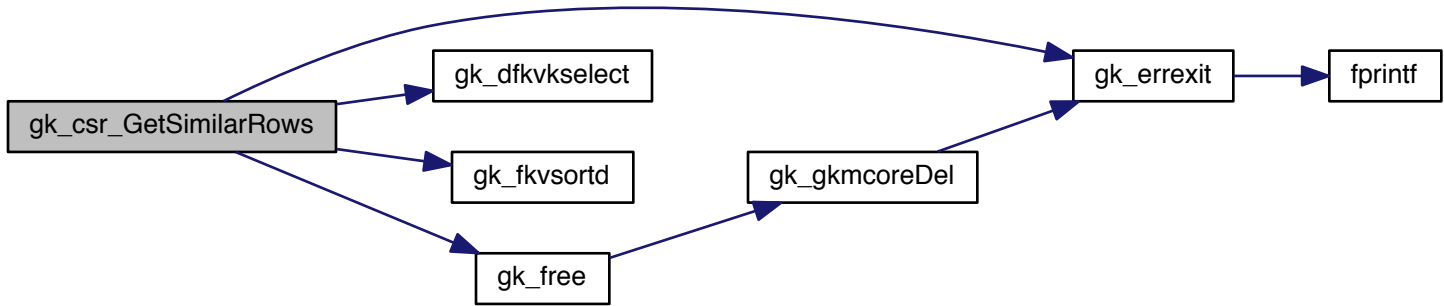 gk_csr_GetSimilarRows
gk_dfkvkselect
gk_fkvsortd
gk_free
gk_gkmcoreDel
gk_errexit
fprintf